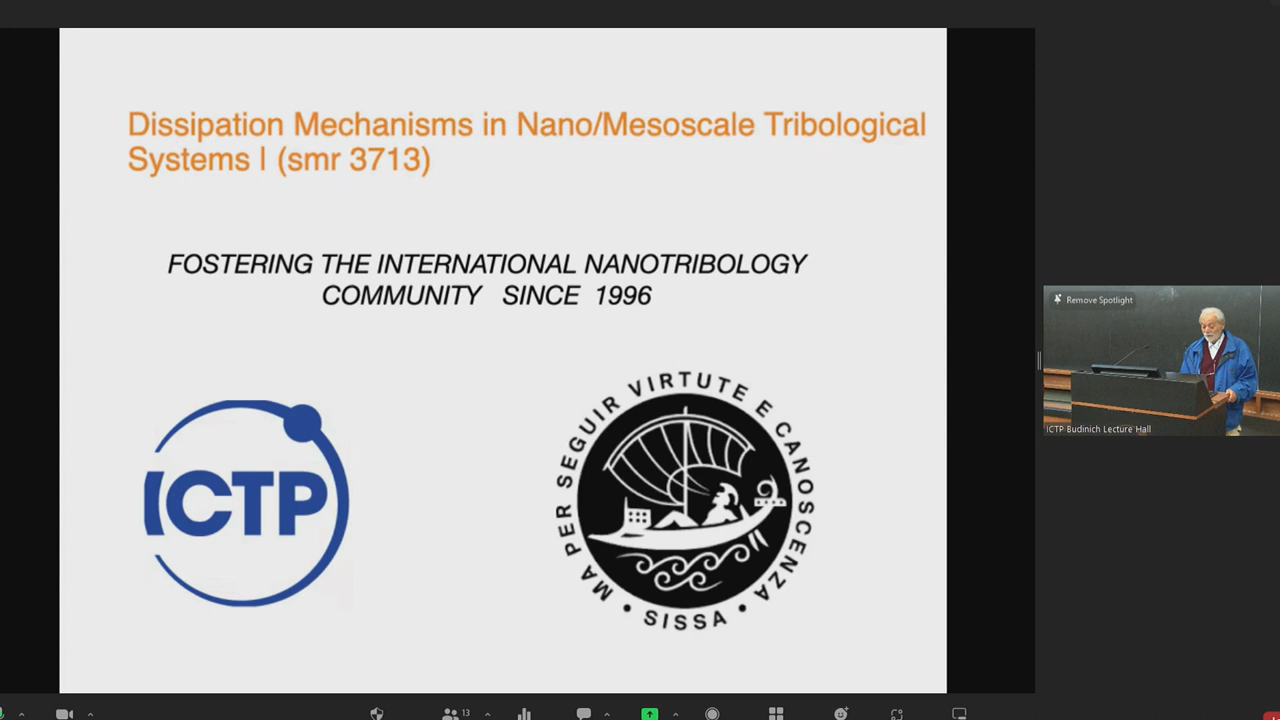 Dissipation Mechanisms in Nano/Mesoscale Tribological
Systems | (smr 3713)
FOSTERING THE INTERNATIONAL NANOTRIBOLOGY
COMMUNITY SINCE 1996
ICTP
MA PER SEGUIR VIRTUTE E CANOSCENZA
• SISSA •
Remove Spotlight
ICTP Budinich Lecture Hall
13